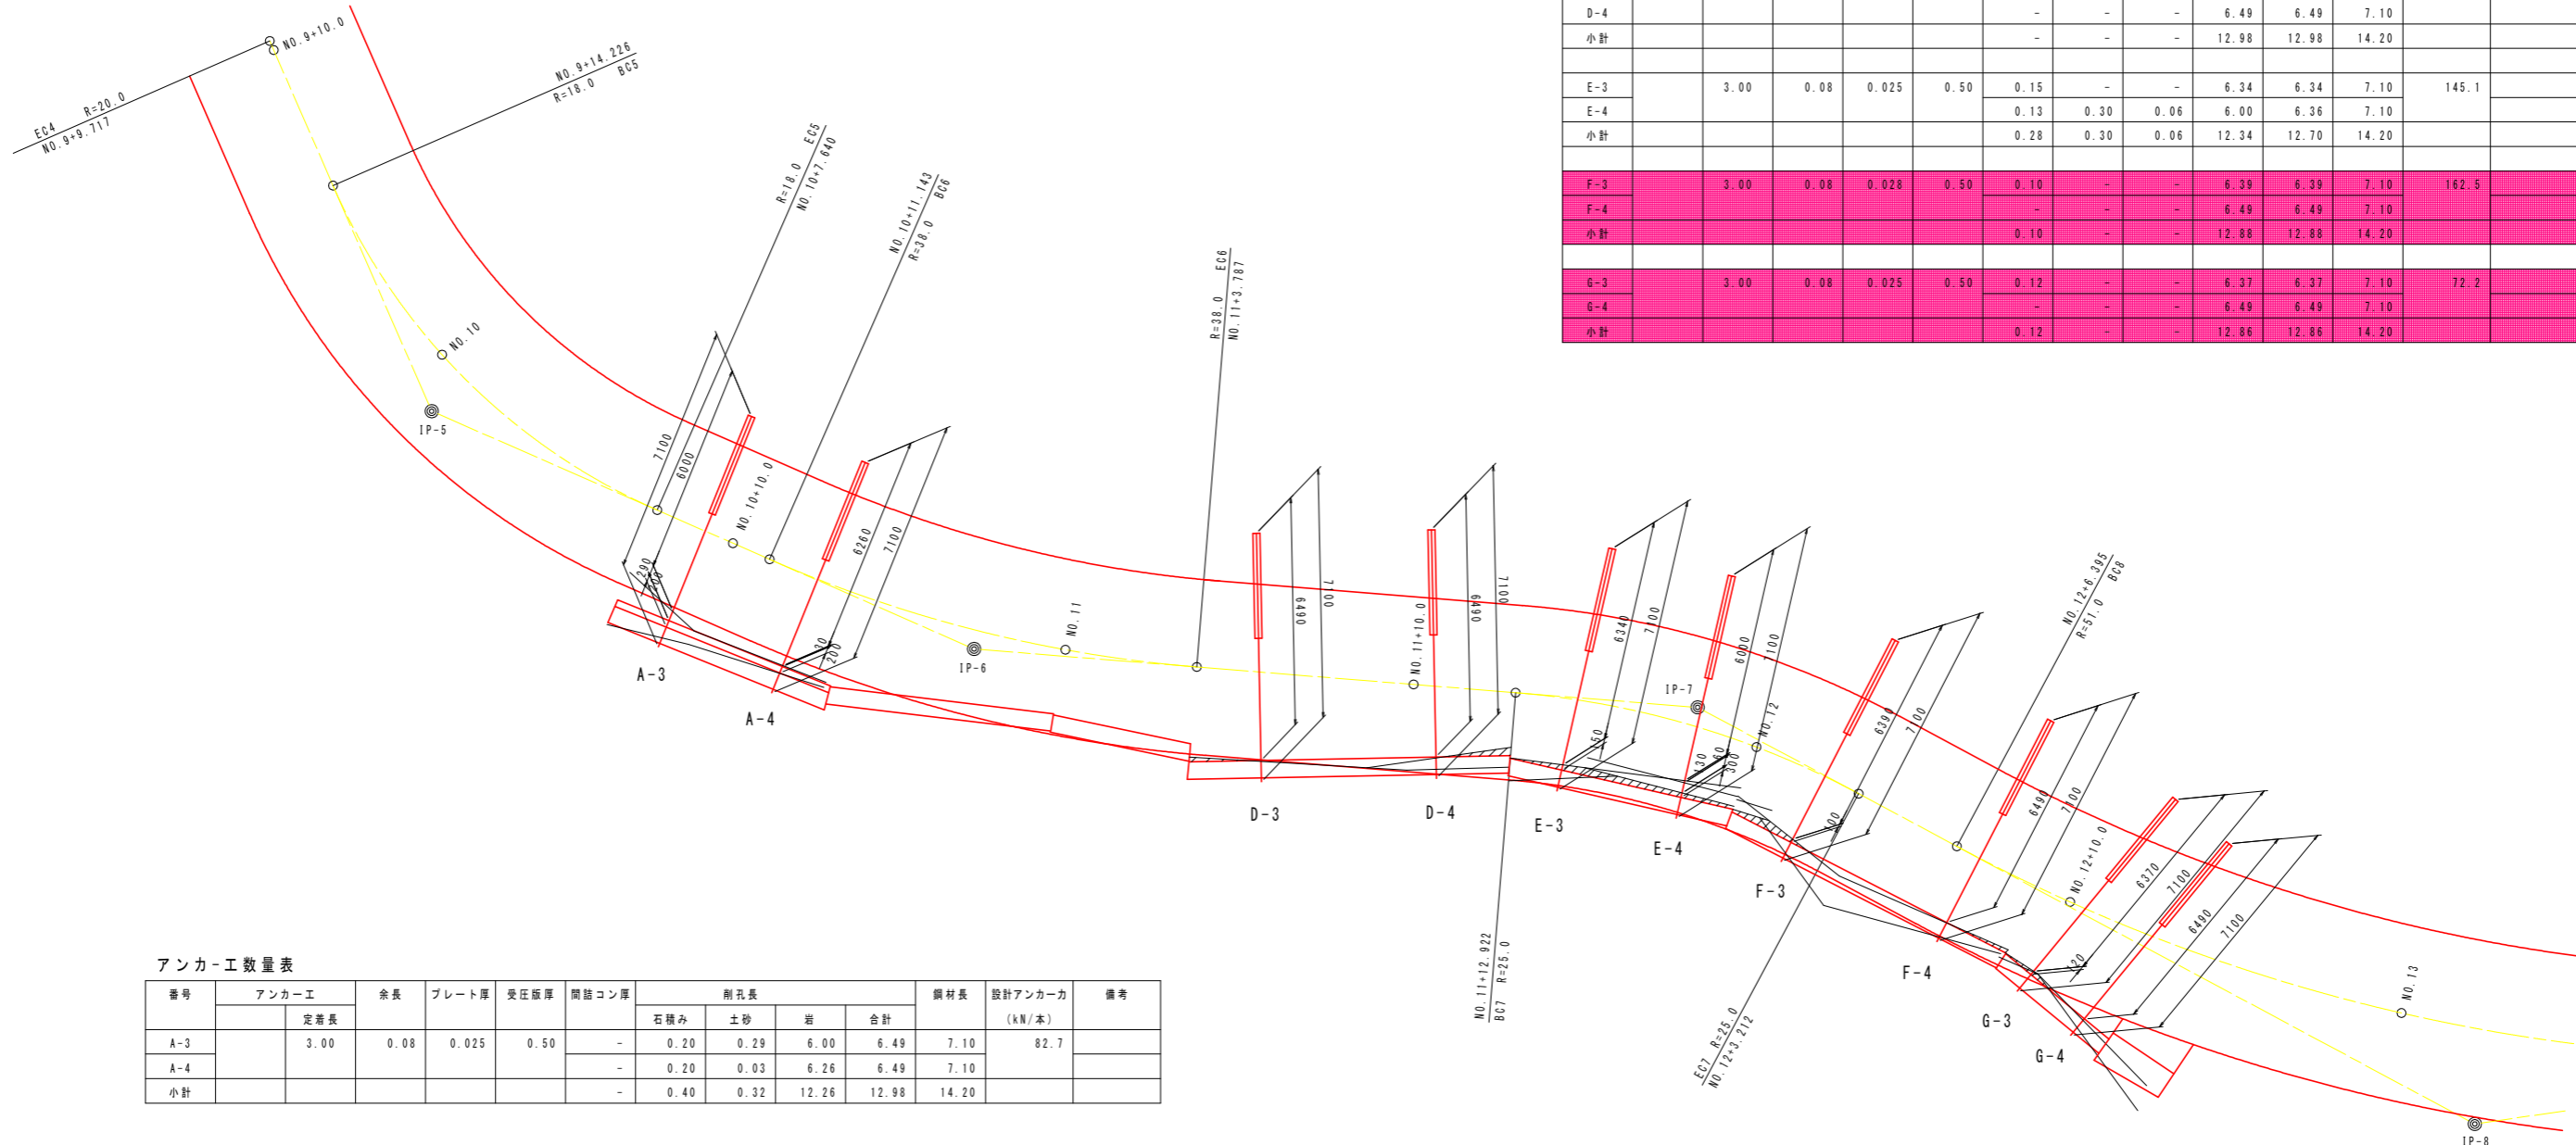 D-4 - - - 6.49 6.49 7.10
小計 - - - 12.98 12.98 14.20
E-3 3.00 0.08 0.025 0.50 0.15 - - 6.34 6.34 7.10 145.1
E-4 0.13 0.30 0.06 6.00 6.36 7.10
小計 0.28 0.30 0.06 12.34 12.70 14.20
F-3 3.00 0.08 0.028 0.50 0.10 - - 6.39 6.39 7.10 162.5
F-4 - - - 6.49 6.49 7.10
小計 0.10 - - 12.88 12.88 14.20
G-3 3.00 0.08 0.025 0.50 0.12 - - 6.37 6.37 7.10 72.2
G-4 - - - 6.49 6.49 7.10
小計 0.12 - - 12.86 12.86 14.20
EC4 R=20.0
NO.9+9.717
NO.9+10.0
NO.9+14.226
R=18.0 BC5
NO.10
IP-5
R=18.0 EC5
NO.10+7.640
NO.10+11.143
R=38.0 BC6
NO.10+10.0
7100
6000
290
200
A-3
6260
7100
30
200
A-4
IP-6
NO.11
R=38.0 EC6
NO.11+3.787
6490
7100
D-3
6490
7100
D-4
NO.11+10.0
NO.11+12.922
BC7 R=25.0
6340
7100
150
E-3
6000
7100
130
60
300
E-4
IP-7
NO.12
6390
7100
100
F-3
EC7 R=25.0
NO.12+3.212
NO.12+6.395
R=51.0 BC8
6490
7100
F-4
NO.12+10.0
6370
7100
120
G-3
6490
7100
G-4
NO.13
IP-8
アンカー工数量表
番号 アンカー工 余長 プレート厚 受圧版厚 間詰コン厚 削孔長 鋼材長 設計アンカー力 備考
定着長 石積み 土砂 岩 合計 (kN/本)
A-3 3.00 0.08 0.025 0.50 - 0.20 0.29 6.00 6.49 7.10 82.7
A-4 - 0.20 0.03 6.26 6.49 7.10
小計 - 0.40 0.32 12.26 12.98 14.20